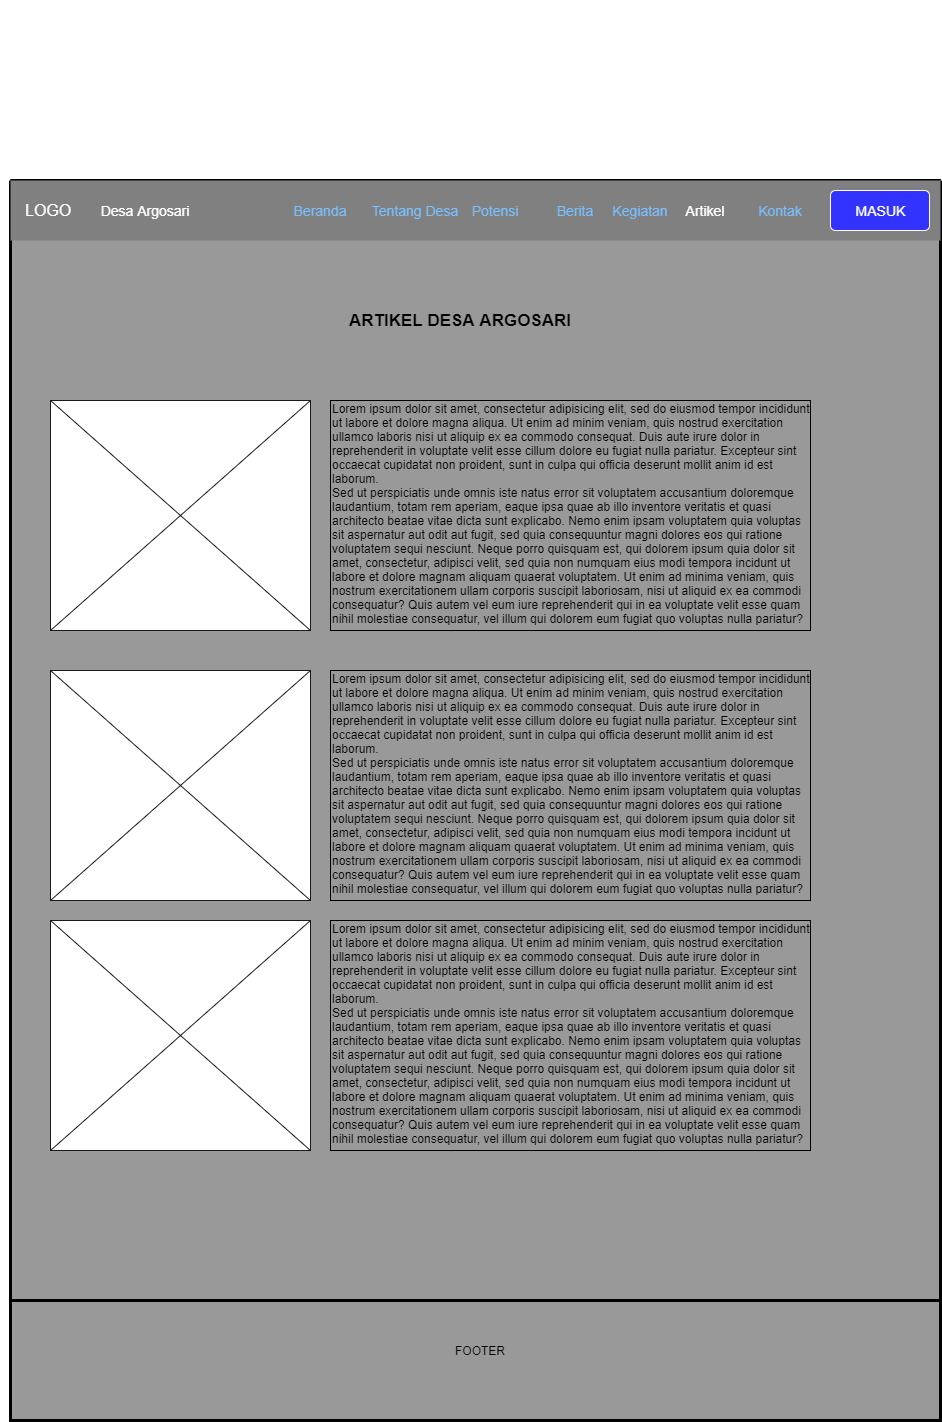 LOGO Desa Argosari Beranda Tentang Desa Potensi Berita Kegiatan Artikel Kontak MASUK
ARTIKEL DESA ARGOSARI
Lorem ipsum dolor sit amet, consectetur adipisicing elit, sed do eiusmod tempor incididunt
ut labore et dolore magna aliqua. Ut enim ad minim veniam, quis nostrud exercitation
ullamco laboris nisi ut aliquip ex ea commodo consequat. Duis aute irure dolor in
reprehenderit in voluptate velit esse cillum dolore eu fugiat nulla pariatur. Excepteur sint
occaecat cupidatat non proident, sunt in culpa qui officia deserunt mollit anim id est
laborum.
Sed ut perspiciatis unde omnis iste natus error sit voluptatem accusantium doloremque
laudantium, totam rem aperiam, eaque ipsa quae ab illo inventore veritatis et quasi
architecto beatae vitae dicta sunt explicabo. Nemo enim ipsam voluptatem quia voluptas
sit aspernatur aut odit aut fugit, sed quia consequuntur magni dolores eos qui ratione
voluptatem sequi nesciunt. Neque porro quisquam est, qui dolorem ipsum quia dolor sit
amet, consectetur, adipisci velit, sed quia non numquam eius modi tempora incidunt ut
labore et dolore magnam aliquam quaerat voluptatem. Ut enim ad minima veniam, quis
nostrum exercitationem ullam corporis suscipit laboriosam, nisi ut aliquid ex ea commodi
consequatur? Quis autem vel eum iure reprehenderit qui in ea voluptate velit esse quam
nihil molestiae consequatur, vel illum qui dolorem eum fugiat quo voluptas nulla pariatur?
Lorem ipsum dolor sit amet, consectetur adipisicing elit, sed do eiusmod tempor incididunt
ut labore et dolore magna aliqua. Ut enim ad minim veniam, quis nostrud exercitation
ullamco laboris nisi ut aliquip ex ea commodo consequat. Duis aute irure dolor in
reprehenderit in voluptate velit esse cillum dolore eu fugiat nulla pariatur. Excepteur sint
occaecat cupidatat non proident, sunt in culpa qui officia deserunt mollit anim id est
laborum.
Sed ut perspiciatis unde omnis iste natus error sit voluptatem accusantium doloremque
laudantium, totam rem aperiam, eaque ipsa quae ab illo inventore veritatis et quasi
architecto beatae vitae dicta sunt explicabo. Nemo enim ipsam voluptatem quia voluptas
sit aspernatur aut odit aut fugit, sed quia consequuntur magni dolores eos qui ratione
voluptatem sequi nesciunt. Neque porro quisquam est, qui dolorem ipsum quia dolor sit
amet, consectetur, adipisci velit, sed quia non numquam eius modi tempora incidunt ut
labore et dolore magnam aliquam quaerat voluptatem. Ut enim ad minima veniam, quis
nostrum exercitationem ullam corporis suscipit laboriosam, nisi ut aliquid ex ea commodi
consequatur? Quis autem vel eum iure reprehenderit qui in ea voluptate velit esse quam
nihil molestiae consequatur, vel illum qui dolorem eum fugiat quo voluptas nulla pariatur?
Lorem ipsum dolor sit amet, consectetur adipisicing elit, sed do eiusmod tempor incididunt
ut labore et dolore magna aliqua. Ut enim ad minim veniam, quis nostrud exercitation
ullamco laboris nisi ut aliquip ex ea commodo consequat. Duis aute irure dolor in
reprehenderit in voluptate velit esse cillum dolore eu fugiat nulla pariatur. Excepteur sint
occaecat cupidatat non proident, sunt in culpa qui officia deserunt mollit anim id est
laborum.
Sed ut perspiciatis unde omnis iste natus error sit voluptatem accusantium doloremque
laudantium, totam rem aperiam, eaque ipsa quae ab illo inventore veritatis et quasi
architecto beatae vitae dicta sunt explicabo. Nemo enim ipsam voluptatem quia voluptas
sit aspernatur aut odit aut fugit, sed quia consequuntur magni dolores eos qui ratione
voluptatem sequi nesciunt. Neque porro quisquam est, qui dolorem ipsum quia dolor sit
amet, consectetur, adipisci velit, sed quia non numquam eius modi tempora incidunt ut
labore et dolore magnam aliquam quaerat voluptatem. Ut enim ad minima veniam, quis
nostrum exercitationem ullam corporis suscipit laboriosam, nisi ut aliquid ex ea commodi
consequatur? Quis autem vel eum iure reprehenderit qui in ea voluptate velit esse quam
nihil molestiae consequatur, vel illum qui dolorem eum fugiat quo voluptas nulla pariatur?
FOOTER